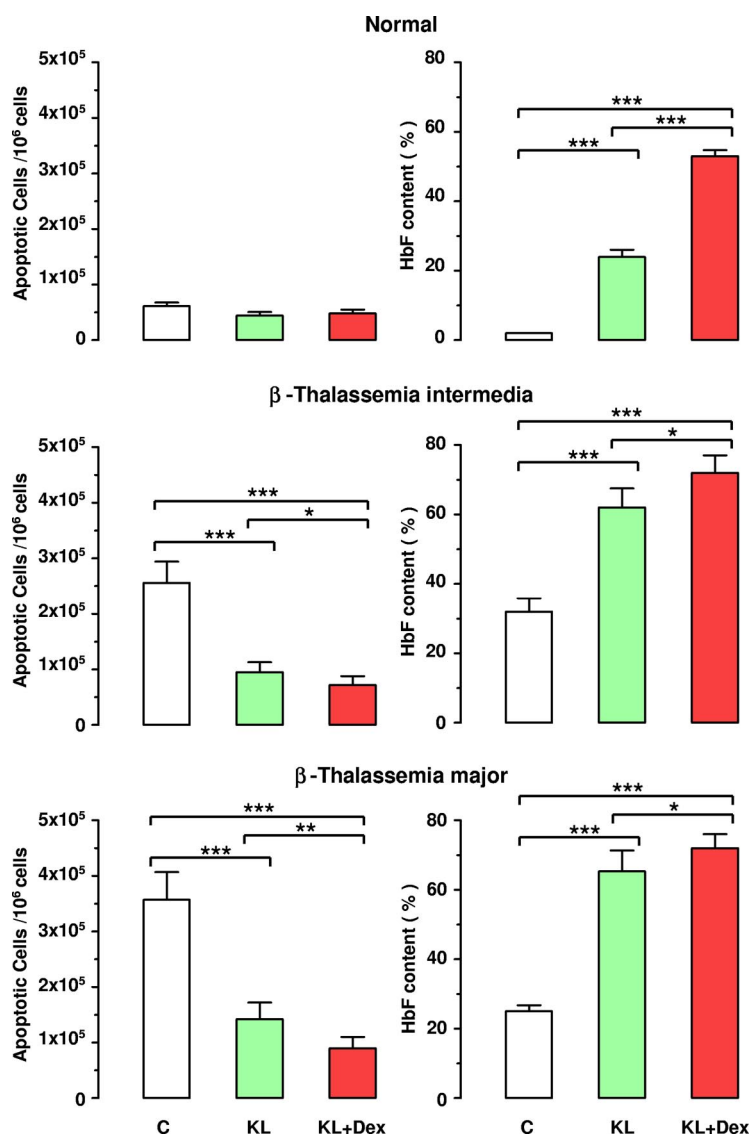 Normal
Apoptotic Cells /10⁶ cells
5x10⁵
4x10⁵
3x10⁵
2x10⁵
1x10⁵
0
HbF content ( % )
80
60
40
20
0
***
***
***
β -Thalassemia intermedia
Apoptotic Cells /10⁶ cells
5x10⁵
4x10⁵
3x10⁵
2x10⁵
1x10⁵
0
***
*
***
HbF content ( % )
80
60
40
20
0
***
*
***
β -Thalassemia major
Apoptotic Cells /10⁶ cells
5x10⁵
4x10⁵
3x10⁵
2x10⁵
1x10⁵
0
***
**
***
HbF content ( % )
80
60
40
20
0
***
*
***
C KL KL+Dex C KL KL+Dex